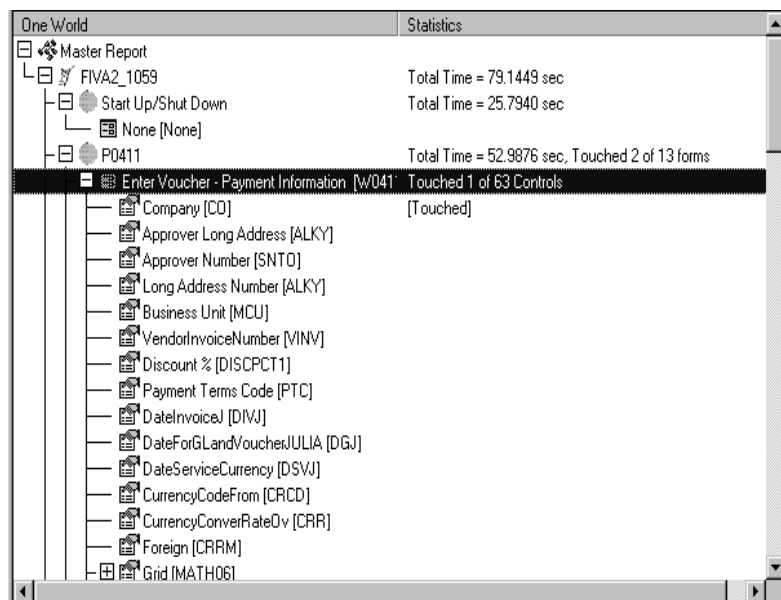 One World Statistics
Master Report
FIVA2_1059 Total Time = 79.1449 sec
Start Up/Shut Down Total Time = 25.7940 sec
None [None]
P0411 Total Time = 52.9876 sec, Touched 2 of 13 forms
Enter Voucher - Payment Information [W041 Touched 1 of 63 Controls
Company [CO] [Touched]
Approver Long Address [ALKY]
Approver Number [SNTO]
Long Address Number [ALKY]
Business Unit [MCU]
VendorInvoiceNumber [VINV]
Discount % [DISCPCT1]
Payment Terms Code [PTC]
DateInvoiceJ [DIVJ]
DateForGLandVoucherJULIA [DGJ]
DateServiceCurrency [DSVJ]
CurrencyCodeFrom [CRCD]
CurrencyConverRateOv [CRR]
Foreign [CRRM]
Grid [MATH06]